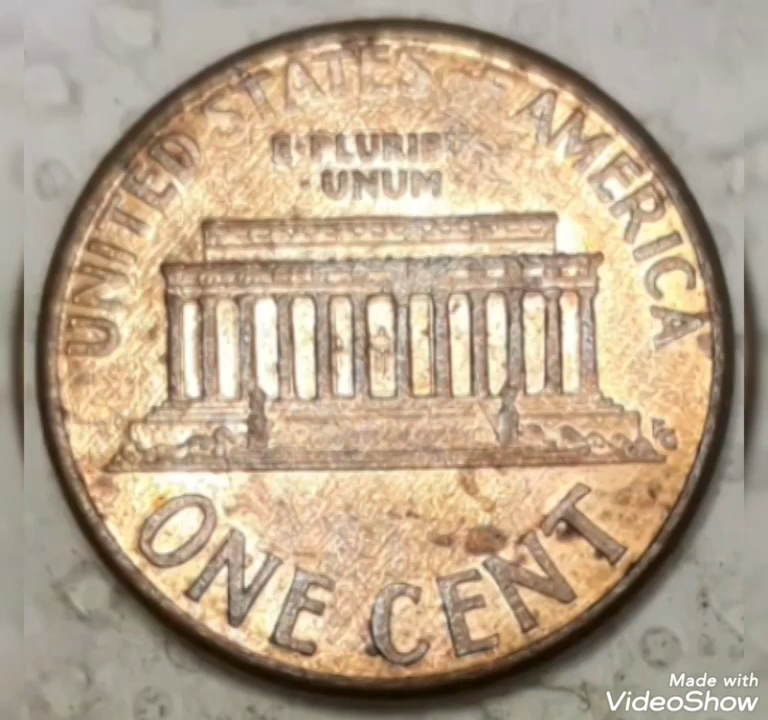 UNITED STATES OF AMERICA
E·PLURIBUS
·UNUM·
ONE CENT
Made with
VideoShow